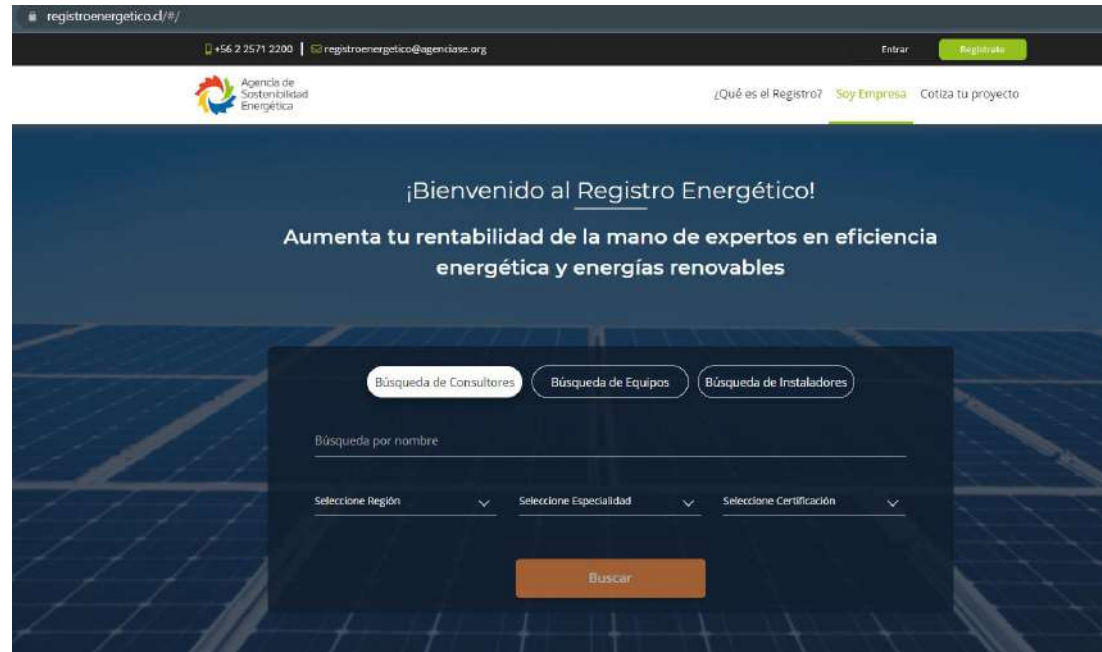 registroenergetico.cl/#/
+56 2 2571 2200 | registroenergetico@agenciase.org Entrar Regístrate
Agencia de
Sostenibilidad
Energética
¿Qué es el Registro? Soy Empresa Cotiza tu proyecto
¡Bienvenido al Registro Energético!
Aumenta tu rentabilidad de la mano de expertos en eficiencia
energética y energías renovables
Búsqueda de Consultores Búsqueda de Equipos Búsqueda de Instaladores
Búsqueda por nombre
Seleccione Región Seleccione Especialidad Seleccione Certificación
Buscar